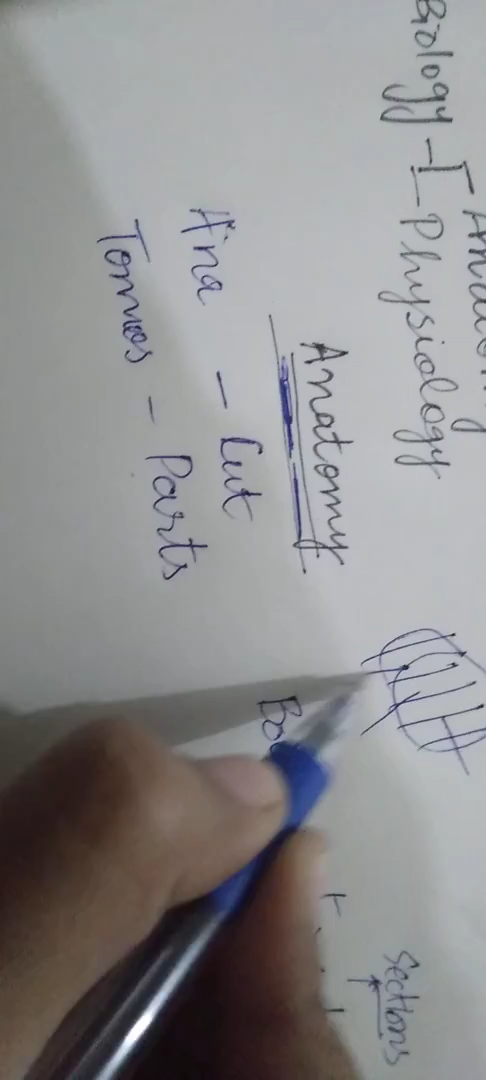 Biology-I-Physiology
Anatomy
Ana - Cut
Tomos - Parts
Sections